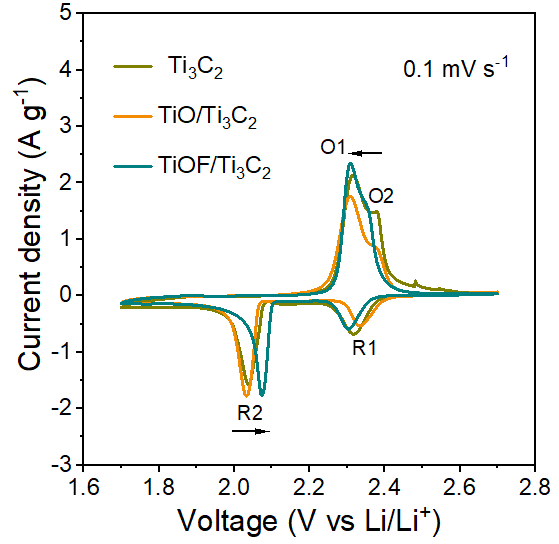 Current density (A g⁻¹)
5
4
3
2
1
0
-1
-2
-3
Ti₃C₂
TiO/Ti₃C₂
TiOF/Ti₃C₂
0.1 mV s⁻¹
O1
O2
R1
R2
1.6
1.8
2.0
2.2
2.4
2.6
2.8
Voltage (V vs Li/Li⁺)